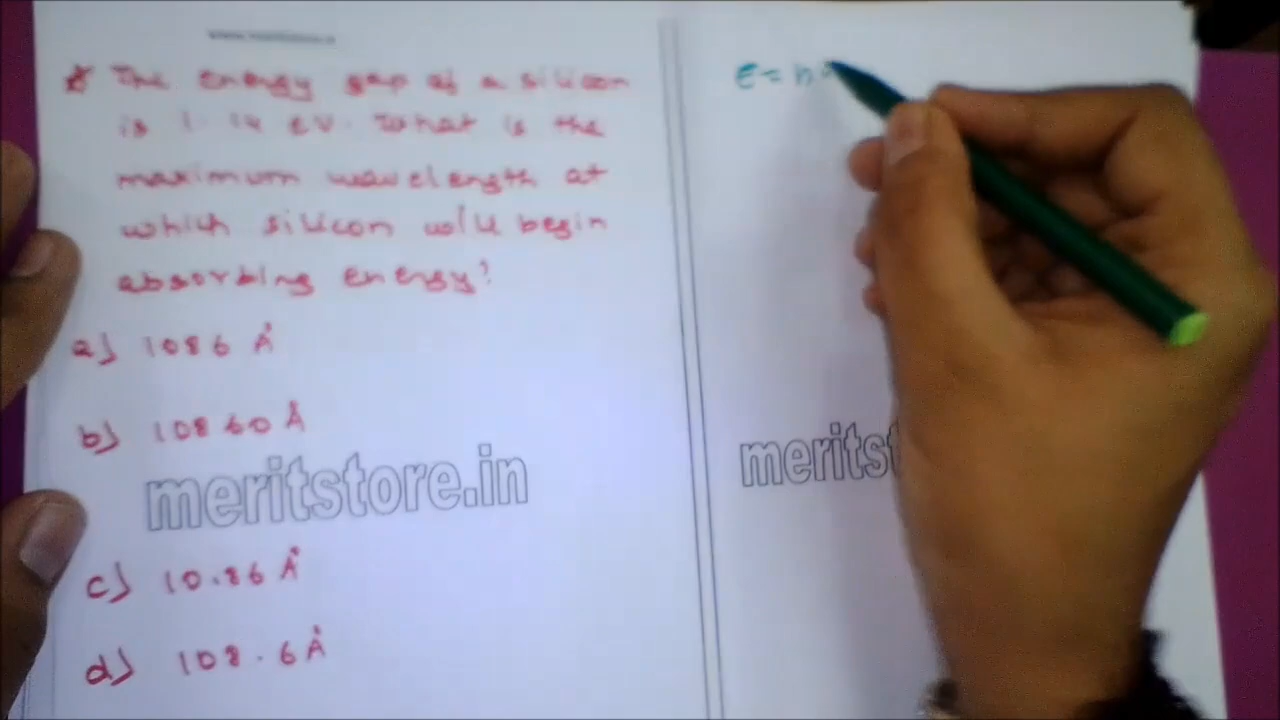 * The energy gap of a silicon
is 1.14 eV. What is the
maximum wavelength at
which silicon will begin
absorbing energy?
a) 1086 Å
b) 10860 Å
meritstore.in
c) 10.86 Å
d) 108.6 Å
E = h
meritst